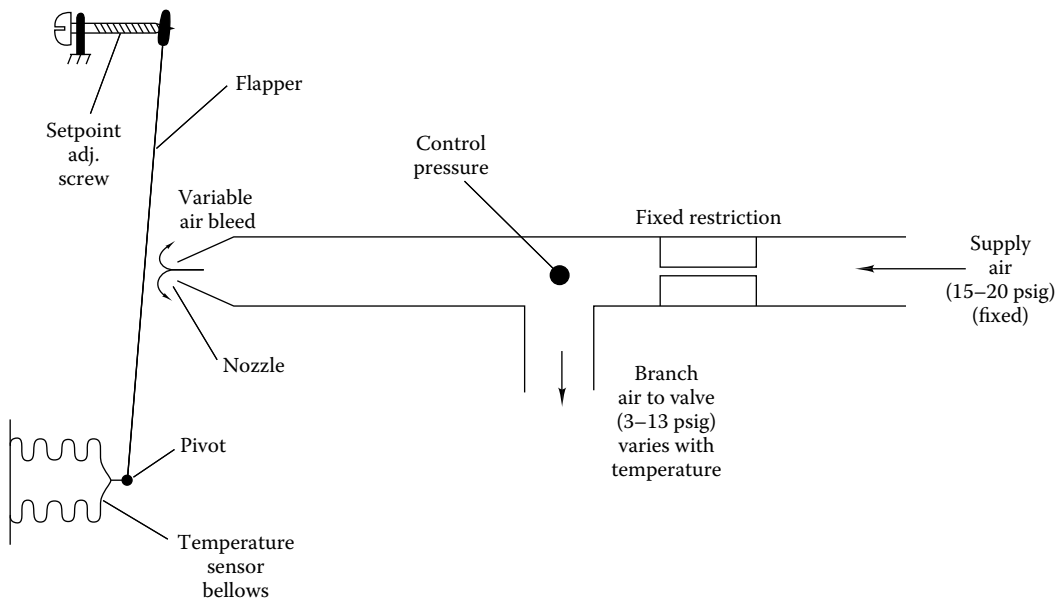 Flapper
Setpoint
adj.
screw
Control
pressure
Variable
air bleed
Fixed restriction
Supply
air
(15–20 psig)
(fixed)
Nozzle
Branch
air to valve
(3–13 psig)
varies with
temperature
Pivot
Temperature
sensor
bellows